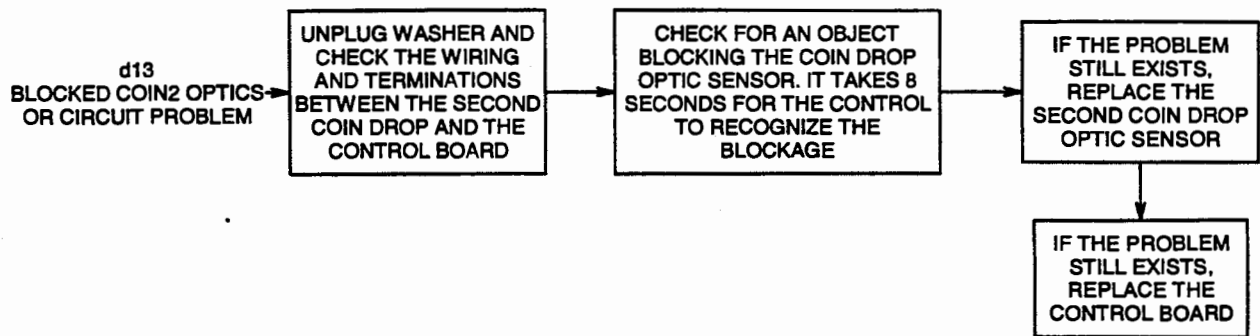 d13
BLOCKED COIN2 OPTICS
OR CIRCUIT PROBLEM
UNPLUG WASHER AND
CHECK THE WIRING
AND TERMINATIONS
BETWEEN THE SECOND
COIN DROP AND THE
CONTROL BOARD
CHECK FOR AN OBJECT
BLOCKING THE COIN DROP
OPTIC SENSOR. IT TAKES 8
SECONDS FOR THE CONTROL
TO RECOGNIZE THE
BLOCKAGE
IF THE PROBLEM
STILL EXISTS,
REPLACE THE
SECOND COIN DROP
OPTIC SENSOR
IF THE PROBLEM
STILL EXISTS,
REPLACE THE
CONTROL BOARD